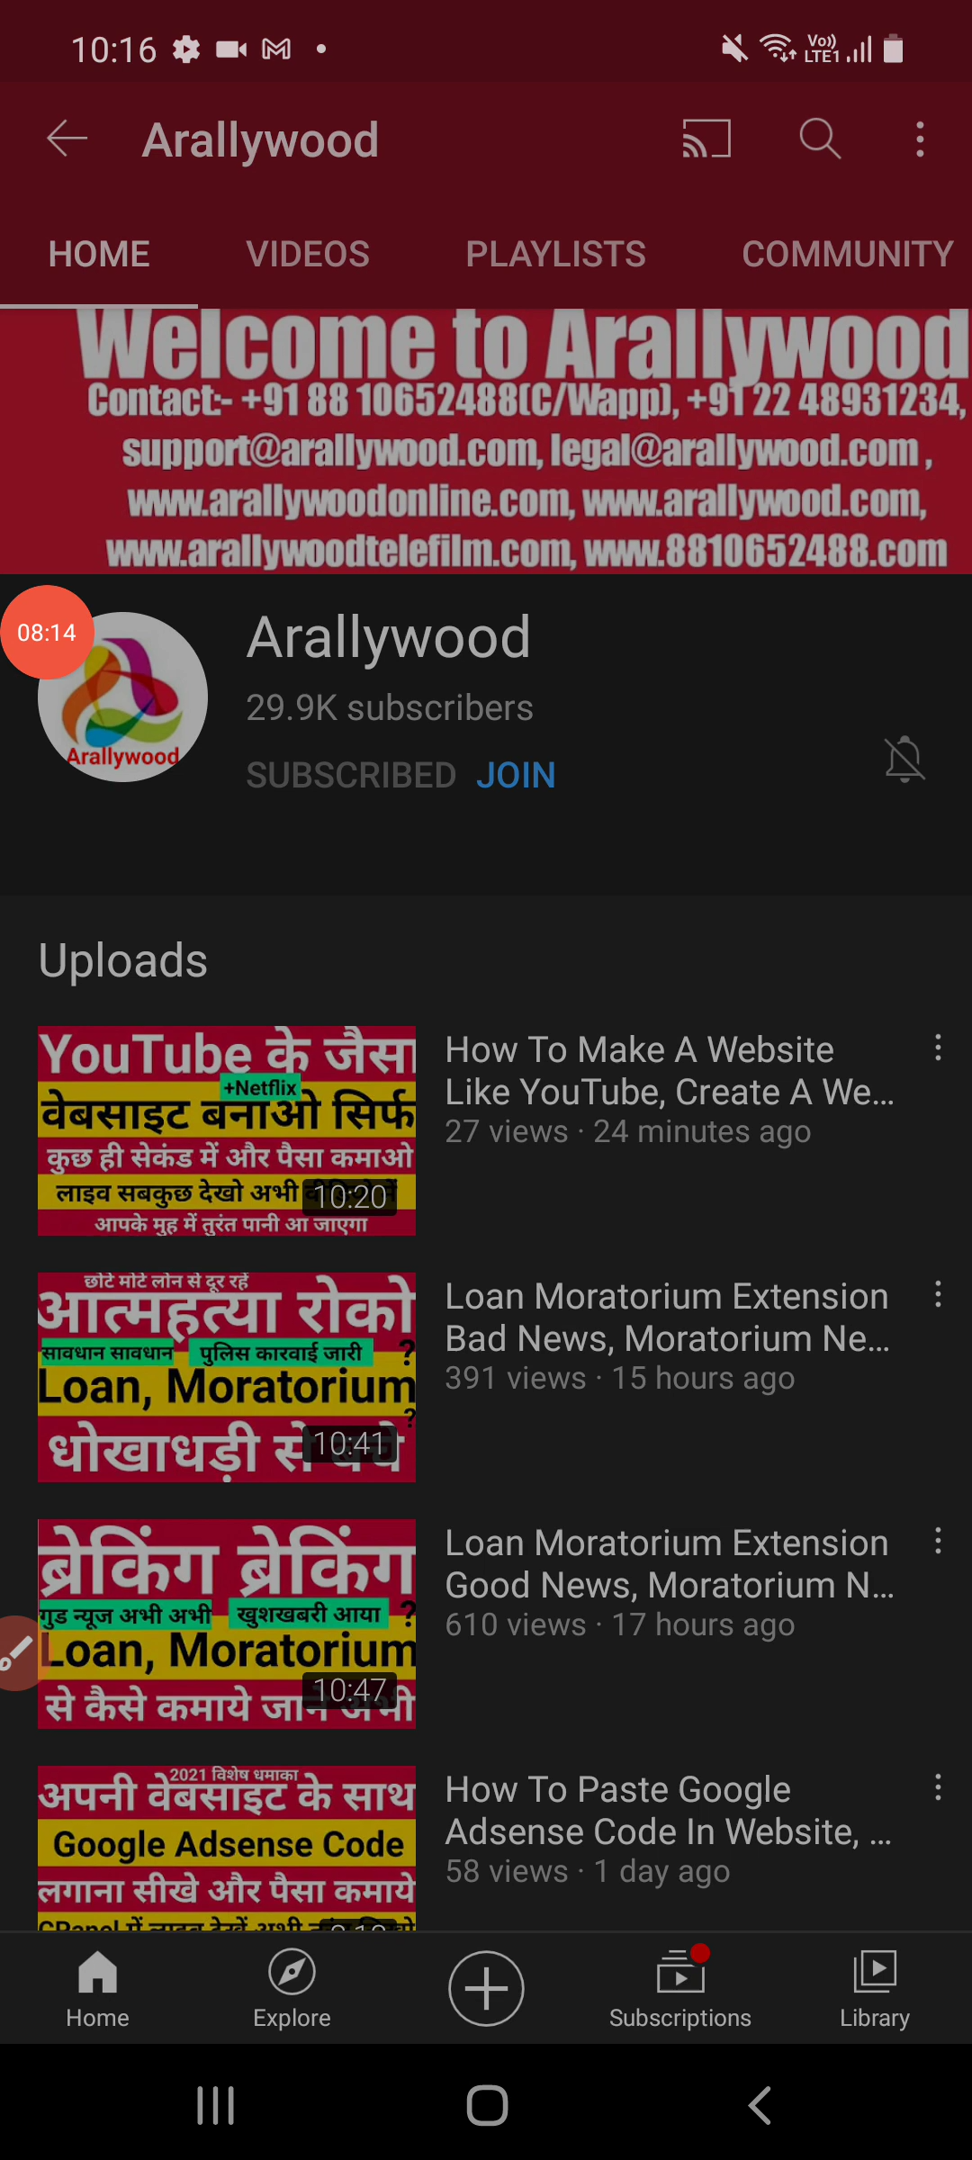 10:16
Vo)) LTE1
Arallywood
HOME VIDEOS PLAYLISTS COMMUNITY
Welcome to Arallywood
Contact:- +91 88 10652488(C/Wapp), +91 22 48931234,
support@arallywood.com, legal@arallywood.com ,
www.arallywoodonline.com, www.arallywood.com,
www.arallywoodtelefilm.com, www.8810652488.com
08:14
Arallywood
Arallywood
29.9K subscribers
SUBSCRIBED JOIN
Uploads
YouTube के जैसा
+Netflix
वेबसाइट बनाओ सिर्फ
कुछ ही सेकंड में और पैसा कमाओ
लाइव सबकुछ देखो अभी
10:20
आपके मुह में तुरंत पानी आ जाएगा
How To Make A Website
Like YouTube, Create A We...
27 views · 24 minutes ago
छोटे मोटे लोन से दूर रहें
आत्महत्या रोको
सावधान सावधान पुलिस कारवाई जारी ?
Loan, Moratorium
?
धोखाधड़ी से
10:41
Loan Moratorium Extension
Bad News, Moratorium Ne...
391 views · 15 hours ago
ब्रेकिंग ब्रेकिंग
गुड न्यूज अभी अभी खुशखबरी आया ?
Loan, Moratorium
से कैसे कमाये जाने अभी
10:47
Loan Moratorium Extension
Good News, Moratorium N...
610 views · 17 hours ago
2021 विशेष धमाका
अपनी वेबसाइट के साथ
Google Adsense Code
लगाना सीखे और पैसा कमाये
How To Paste Google
Adsense Code In Website, ...
58 views · 1 day ago
Home Explore Subscriptions Library